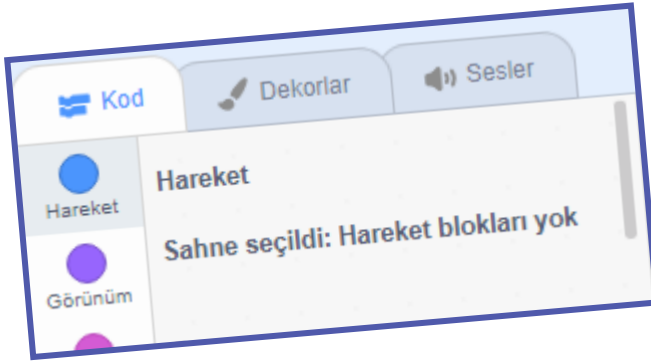 Kod Dekorlar Sesler
Hareket
Hareket
Sahne seçildi: Hareket blokları yok
Görünüm